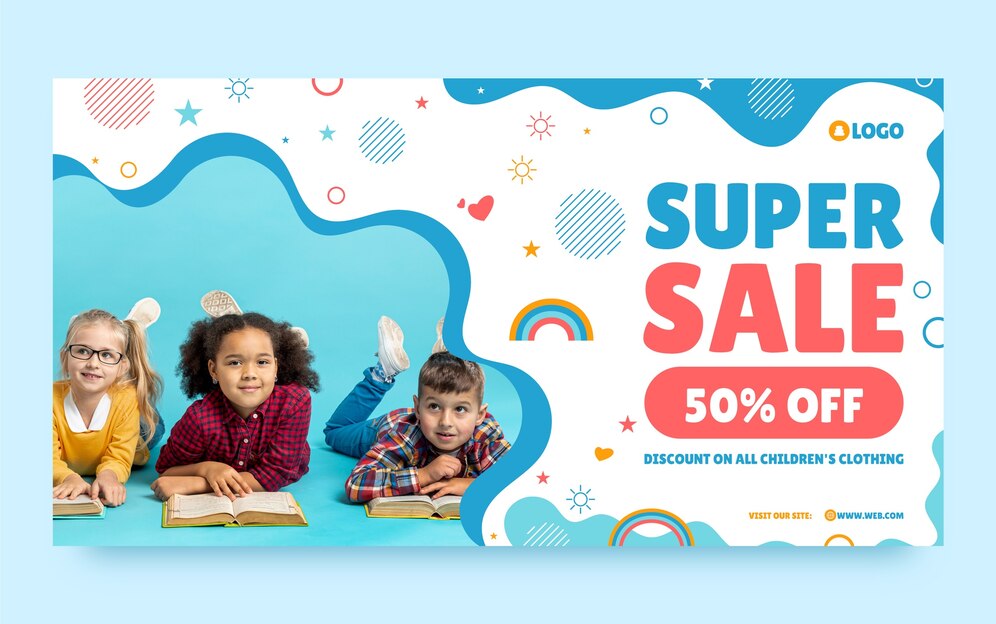 LOGO
SUPER
SALE
50% OFF
DISCOUNT ON ALL CHILDREN'S CLOTHING
VISIT OUR SITE: WWW.WEB.COM